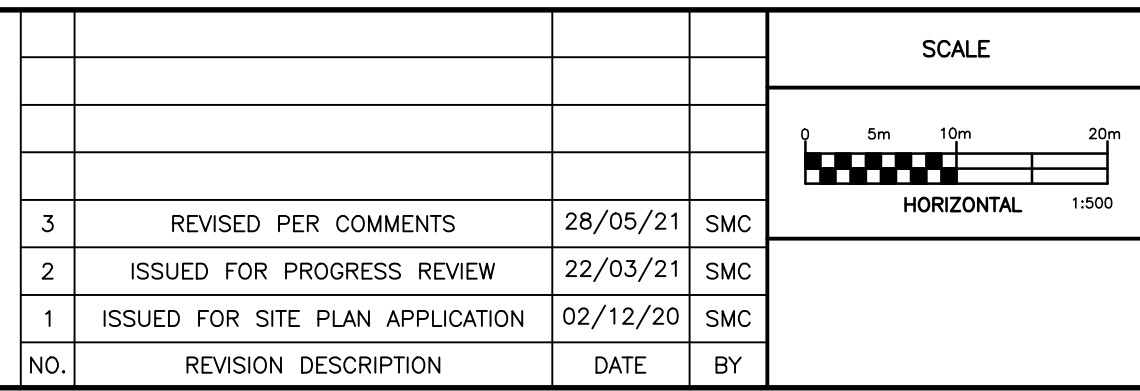 SCALE
0 5m 10m 20m
HORIZONTAL 1:500
3 REVISED PER COMMENTS 28/05/21 SMC
2 ISSUED FOR PROGRESS REVIEW 22/03/21 SMC
1 ISSUED FOR SITE PLAN APPLICATION 02/12/20 SMC
NO. REVISION DESCRIPTION DATE BY